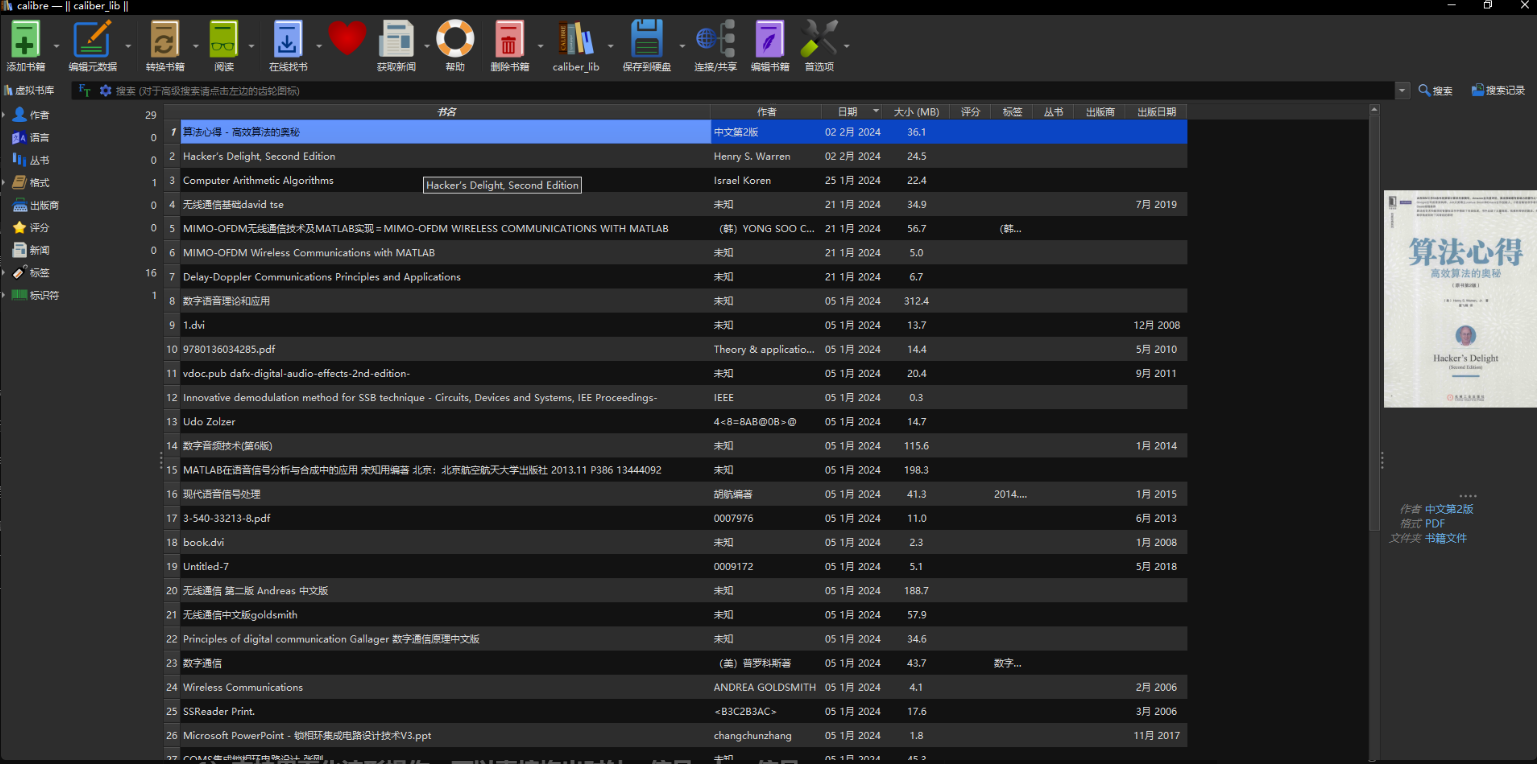 calibre — || caliber_lib ||
添加书籍 编辑元数据 转换书籍 阅读 在线找书 获取新闻 帮助 删除书籍 caliber_lib 保存到硬盘 连接/共享 编辑书籍 首选项
虚拟书库 搜索 (对于高级搜索请点击左边的齿轮图标) 搜索 搜索记录
作者 29
语言 0
丛书 0
格式 1
出版商 0
评分 0
新闻 0
标签 16
标识符 1
书名 作者 日期 大小 (MB) 评分 标签 丛书 出版商 出版日期
1 算法心得 - 高效算法的奥秘 中文第2版 02 2月 2024 36.1
2 Hacker's Delight, Second Edition Henry S. Warren 02 2月 2024 24.5
3 Computer Arithmetic Algorithms Israel Koren 25 1月 2024 22.4
Hacker's Delight, Second Edition
4 无线通信基础david tse 未知 21 1月 2024 34.9 7月 2019
5 MIMO-OFDM无线通信技术及MATLAB实现 = MIMO-OFDM WIRELESS COMMUNICATIONS WITH MATLAB （韩）YONG SOO C... 21 1月 2024 56.7 （韩...
6 MIMO-OFDM Wireless Communications with MATLAB 未知 21 1月 2024 5.0
7 Delay-Doppler Communications Principles and Applications 未知 21 1月 2024 6.7
8 数字语音理论和应用 未知 05 1月 2024 312.4
9 1.dvi 未知 05 1月 2024 13.7 12月 2008
10 9780136034285.pdf Theory & applicatio... 05 1月 2024 14.4 5月 2010
11 vdoc.pub dafx-digital-audio-effects-2nd-edition- 未知 05 1月 2024 20.4 9月 2011
12 Innovative demodulation method for SSB technique - Circuits, Devices and Systems, IEE Proceedings- IEEE 05 1月 2024 0.3
13 Udo Zolzer 4<8=8AB@0B>@ 05 1月 2024 14.7
14 数字音频技术(第6版) 未知 05 1月 2024 115.6 1月 2014
15 MATLAB在语音信号分析与合成中的应用 宋知用编著 北京：北京航空航天大学出版社 2013.11 P386 13444092 未知 05 1月 2024 198.3
16 现代语音信号处理 胡航编著 05 1月 2024 41.3 2014.... 1月 2015
17 3-540-33213-8.pdf 0007976 05 1月 2024 11.0 6月 2013
18 book.dvi 未知 05 1月 2024 2.3 1月 2008
19 Untitled-7 0009172 05 1月 2024 5.1 5月 2018
20 无线通信 第二版 Andreas 中文版 未知 05 1月 2024 188.7
21 无线通信中文版goldsmith 未知 05 1月 2024 57.9
22 Principles of digital communication Gallager 数字通信原理中文版 未知 05 1月 2024 34.6
23 数字通信 （美）普罗科斯著 05 1月 2024 43.7 数字...
24 Wireless Communications ANDREA GOLDSMITH 05 1月 2024 4.1 2月 2006
25 SSReader Print. <B3C2B3AC> 05 1月 2024 17.6 3月 2006
26 Microsoft PowerPoint - 锁相环集成电路设计技术V3.ppt changchunzhang 05 1月 2024 1.8 11月 2017
算法心得
高效算法的奥秘
（原书第2版）
Hacker's Delight
(Second Edition)
作者 中文第2版
格式 PDF
文件夹 书籍文件